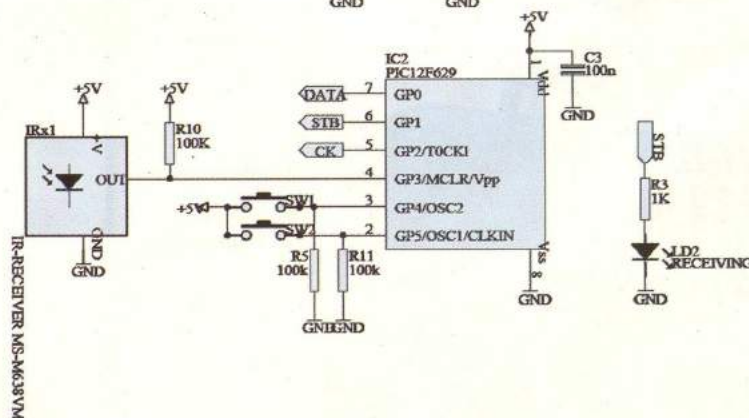 GND
GND
+5V
IC2
PIC12F629
C3
100n
1
Vdd
GND
+5V
+5V
IRx1
+V
R10
100K
OUT
GND
GND
DATA
7
GP0
STB
6
GP1
CK
5
GP2/T0CKI
4
GP3/MCLR/Vpp
+5V
SW1
3
GP4/OSC2
SW2
2
GP5/OSC1/CLKIN
Vss
8
GND
R5
100k
R11
100k
GND
GND
STB
R3
1K
LD2
RECEIVING
GND
IR-RECEIVER MS-M638VM